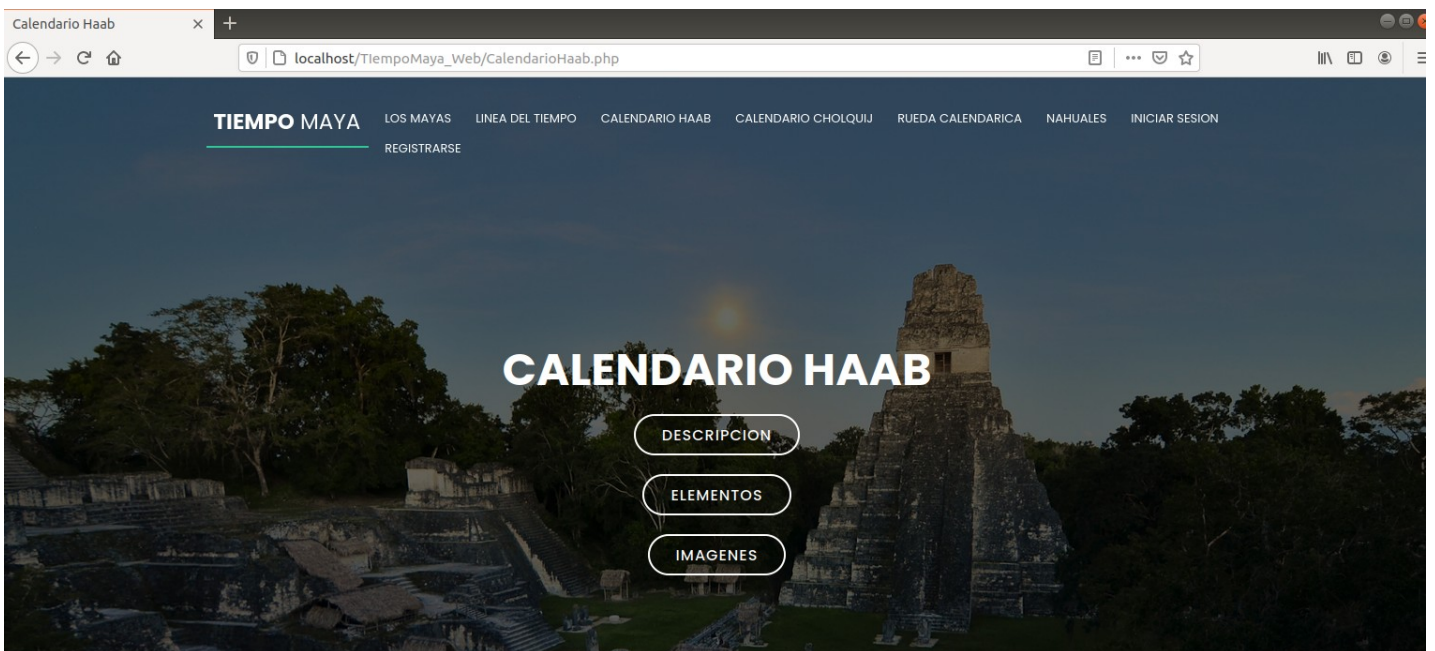 Calendario Haab
localhost/TIempoMaya_Web/CalendarioHaab.php
TIEMPO MAYA LOS MAYAS LINEA DEL TIEMPO CALENDARIO HAAB CALENDARIO CHOLQUIJ RUEDA CALENDARICA NAHUALES INICIAR SESION
REGISTRARSE
CALENDARIO HAAB
DESCRIPCION
ELEMENTOS
IMAGENES